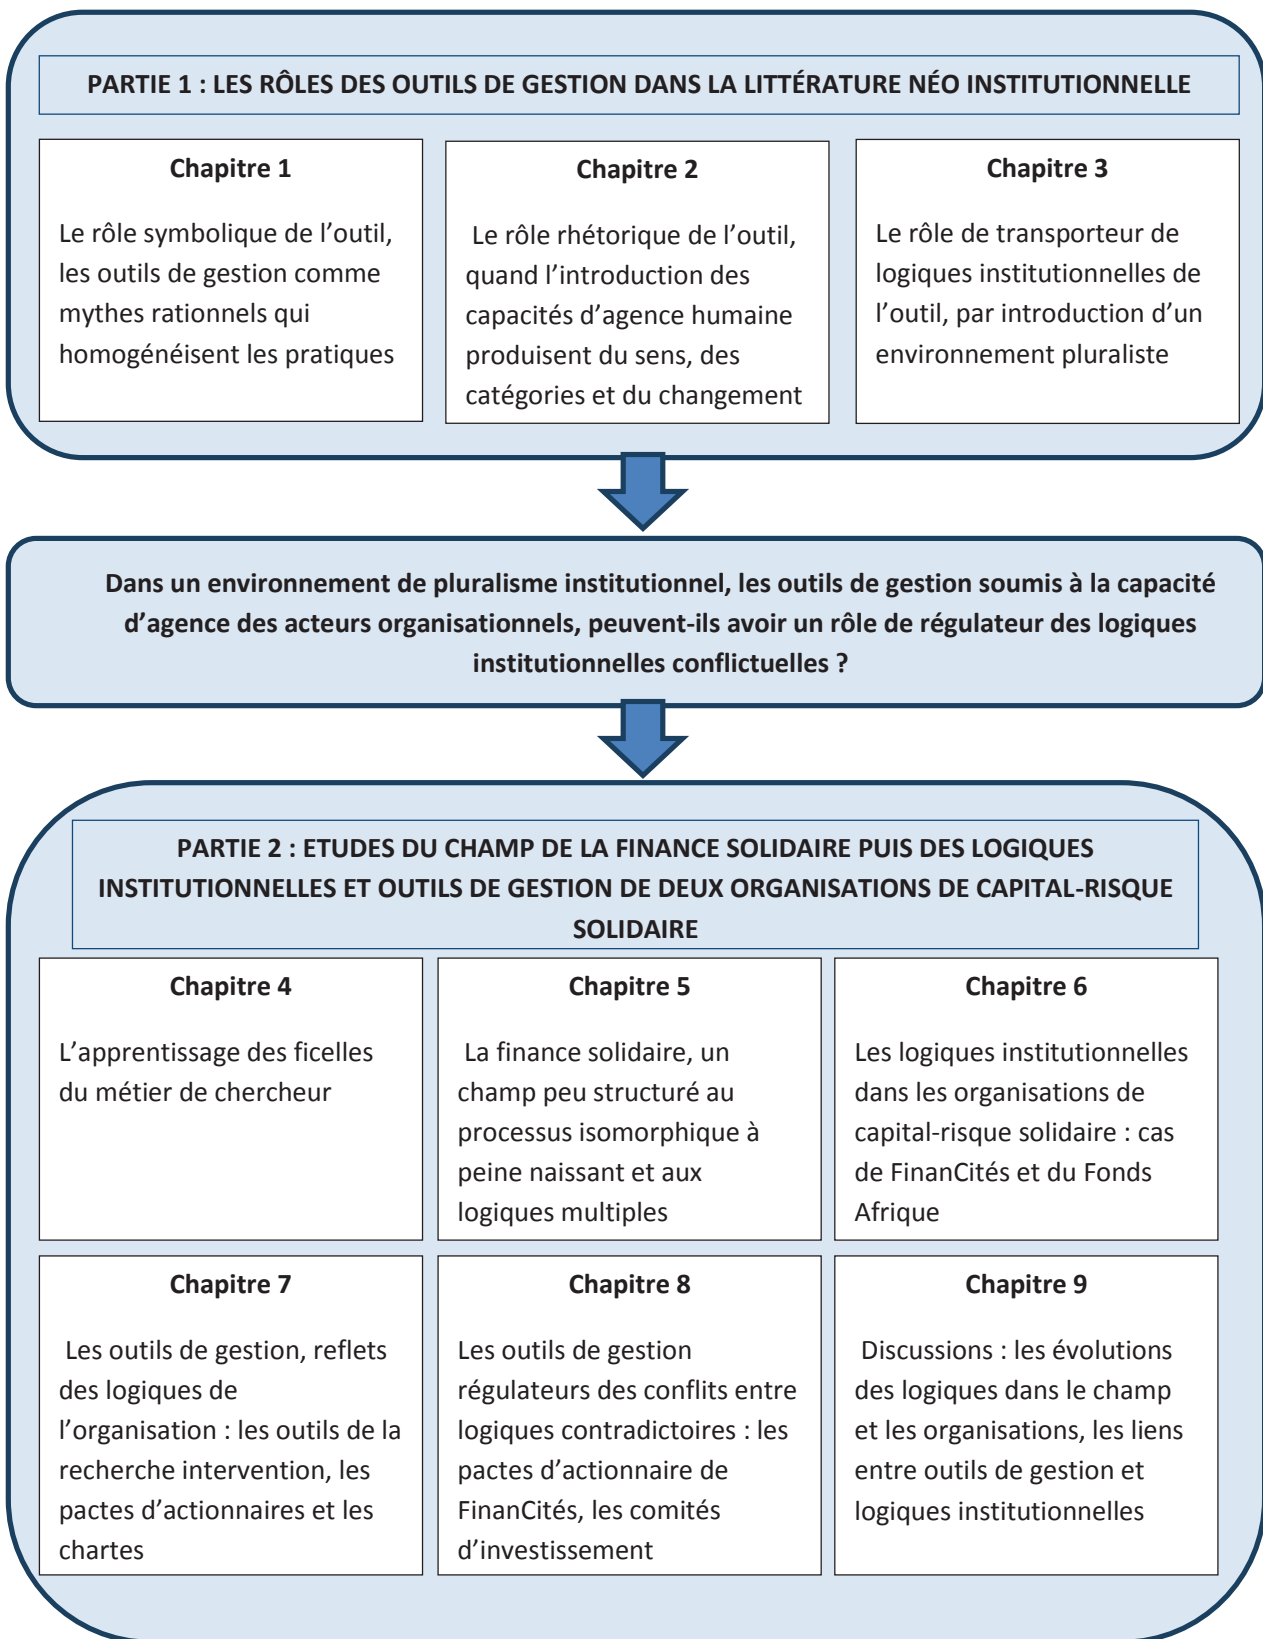 PARTIE 1 : LES RÔLES DES OUTILS DE GESTION DANS LA LITTÉRATURE NÉO INSTITUTIONNELLE
Chapitre 1
Le rôle symbolique de l’outil,
les outils de gestion comme
mythes rationnels qui
homogénéisent les pratiques
Chapitre 2
Le rôle rhétorique de l’outil,
quand l’introduction des
capacités d’agence humaine
produisent du sens, des
catégories et du changement
Chapitre 3
Le rôle de transporteur de
logiques institutionnelles de
l’outil, par introduction d’un
environnement pluraliste
Dans un environnement de pluralisme institutionnel, les outils de gestion soumis à la capacité
d’agence des acteurs organisationnels, peuvent-ils avoir un rôle de régulateur des logiques
institutionnelles conflictuelles ?
PARTIE 2 : ETUDES DU CHAMP DE LA FINANCE SOLIDAIRE PUIS DES LOGIQUES
INSTITUTIONNELLES ET OUTILS DE GESTION DE DEUX ORGANISATIONS DE CAPITAL-RISQUE
SOLIDAIRE
Chapitre 4
L’apprentissage des ficelles
du métier de chercheur
Chapitre 5
La finance solidaire, un
champ peu structuré au
processus isomorphique à
peine naissant et aux
logiques multiples
Chapitre 6
Les logiques institutionnelles
dans les organisations de
capital-risque solidaire : cas
de FinanCités et du Fonds
Afrique
Chapitre 7
Les outils de gestion, reflets
des logiques de
l’organisation : les outils de la
recherche intervention, les
pactes d’actionnaires et les
chartes
Chapitre 8
Les outils de gestion
régulateurs des conflits entre
logiques contradictoires : les
pactes d’actionnaire de
FinanCités, les comités
d’investissement
Chapitre 9
Discussions : les évolutions
des logiques dans le champ
et les organisations, les liens
entre outils de gestion et
logiques institutionnelles